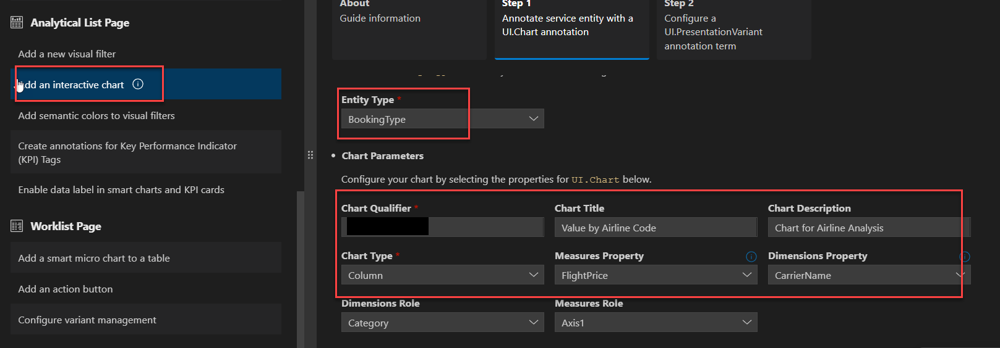 Analytical List Page
Add a new visual filter
dd an interactive chart
Add semantic colors to visual filters
Create annotations for Key Performance Indicator
(KPI) Tags
Enable data label in smart charts and KPI cards
Worklist Page
Add a smart micro chart to a table
Add an action button
Configure variant management
About
Guide information
Step 1
Annotate service entity with a
UI.Chart annotation
Step 2
Configure a
UI.PresentationVariant
annotation term
Entity Type *
BookingType
• Chart Parameters
Configure your chart by selecting the properties for UI.Chart below.
Chart Qualifier * Chart Title Chart Description
Value by Airline Code Chart for Airline Analysis
Chart Type * Measures Property Dimensions Property
Column FlightPrice CarrierName
Dimensions Role Measures Role
Category Axis1